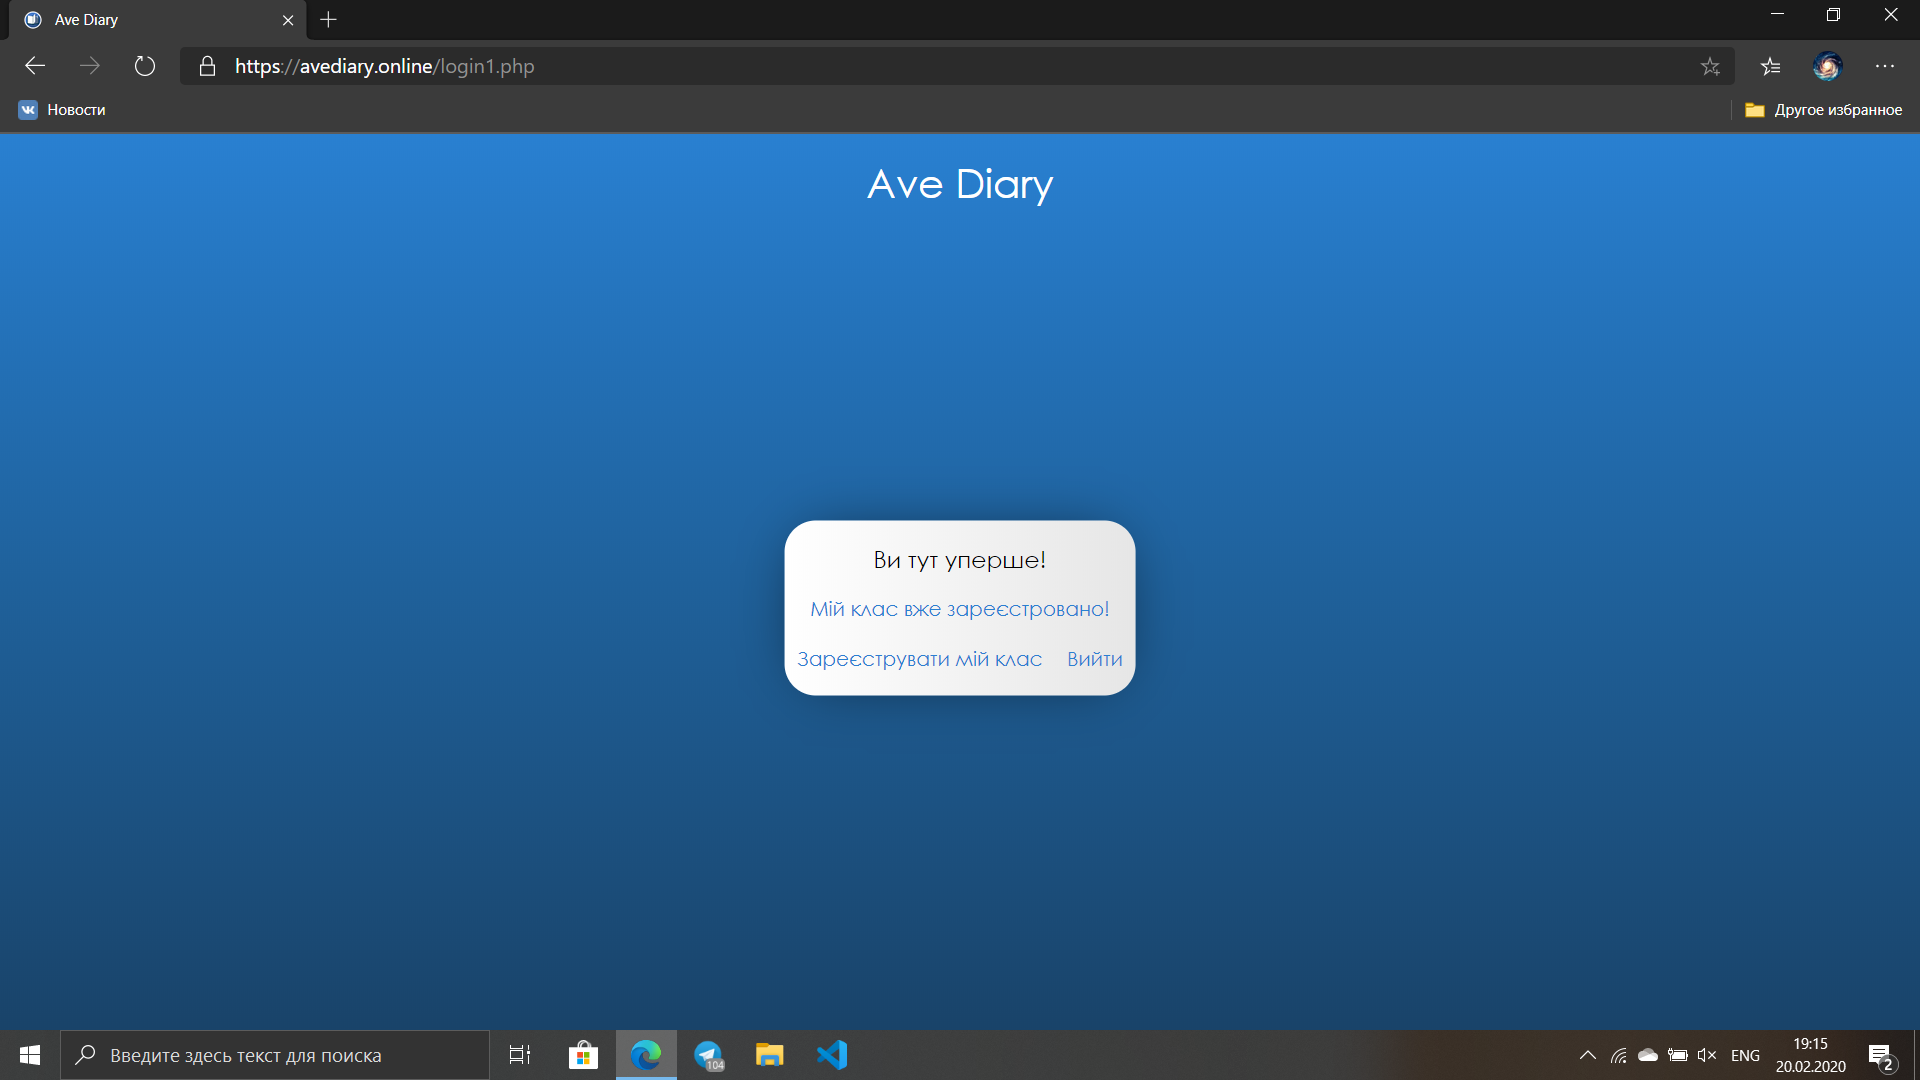 Ave Diary
https://avediary.online/login1.php
Новости
Другое избранное
Ave Diary
Ви тут уперше!
Мій клас вже зареєстровано!
Зареєструвати мій клас Вийти
Введите здесь текст для поиска
104
ENG
19:15
20.02.2020
2